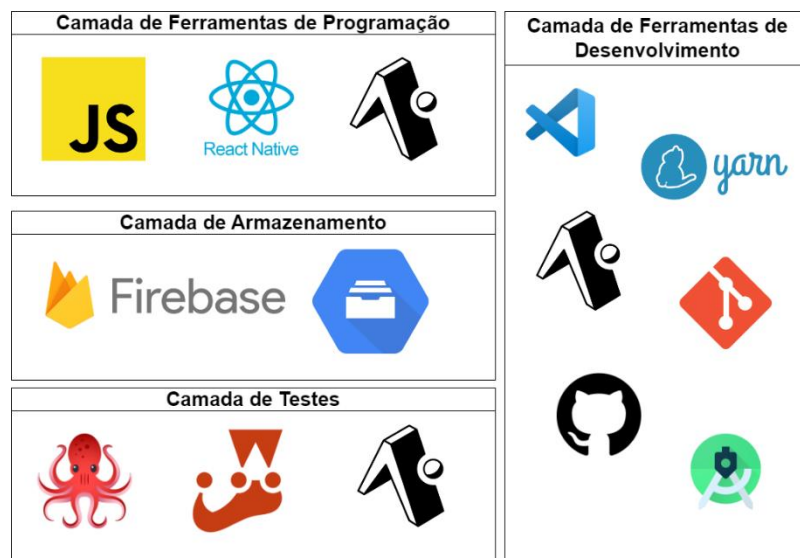 Camada de Ferramentas de Programação
JS
React Native
Camada de Armazenamento
Firebase
Camada de Testes
Camada de Ferramentas de
Desenvolvimento
yarn